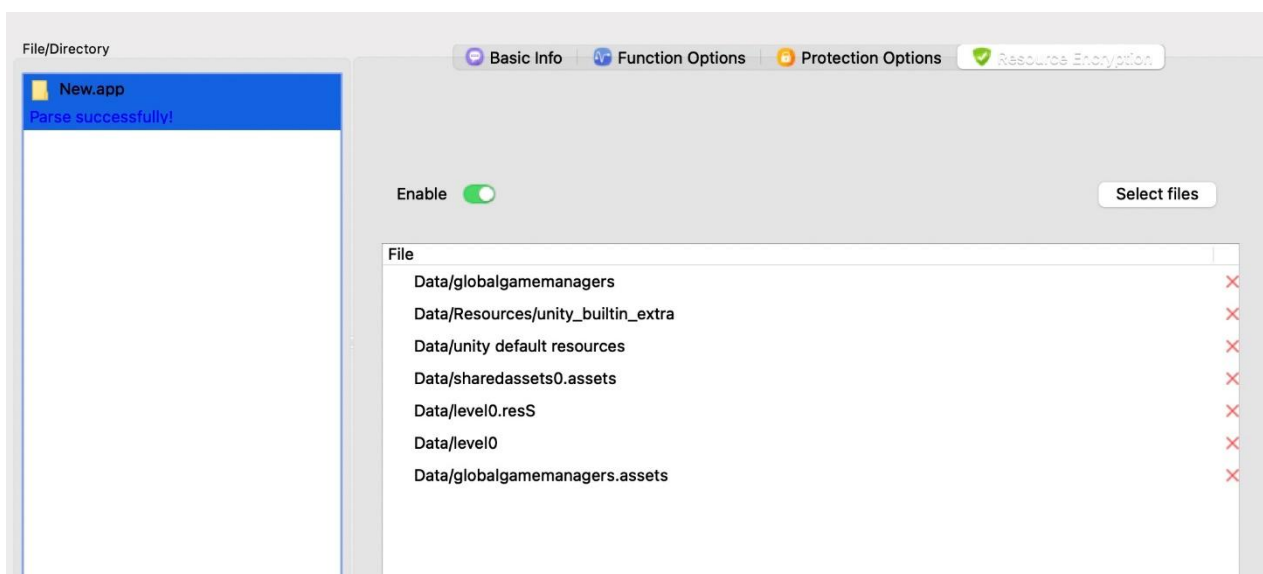 File/Directory
Basic Info
Function Options
Protection Options
Resource Encryption
New.app
Parse successfully!
Enable
Select files
File
Data/globalgamemanagers
Data/Resources/unity_builtin_extra
Data/unity default resources
Data/sharedassets0.assets
Data/level0.resS
Data/level0
Data/globalgamemanagers.assets